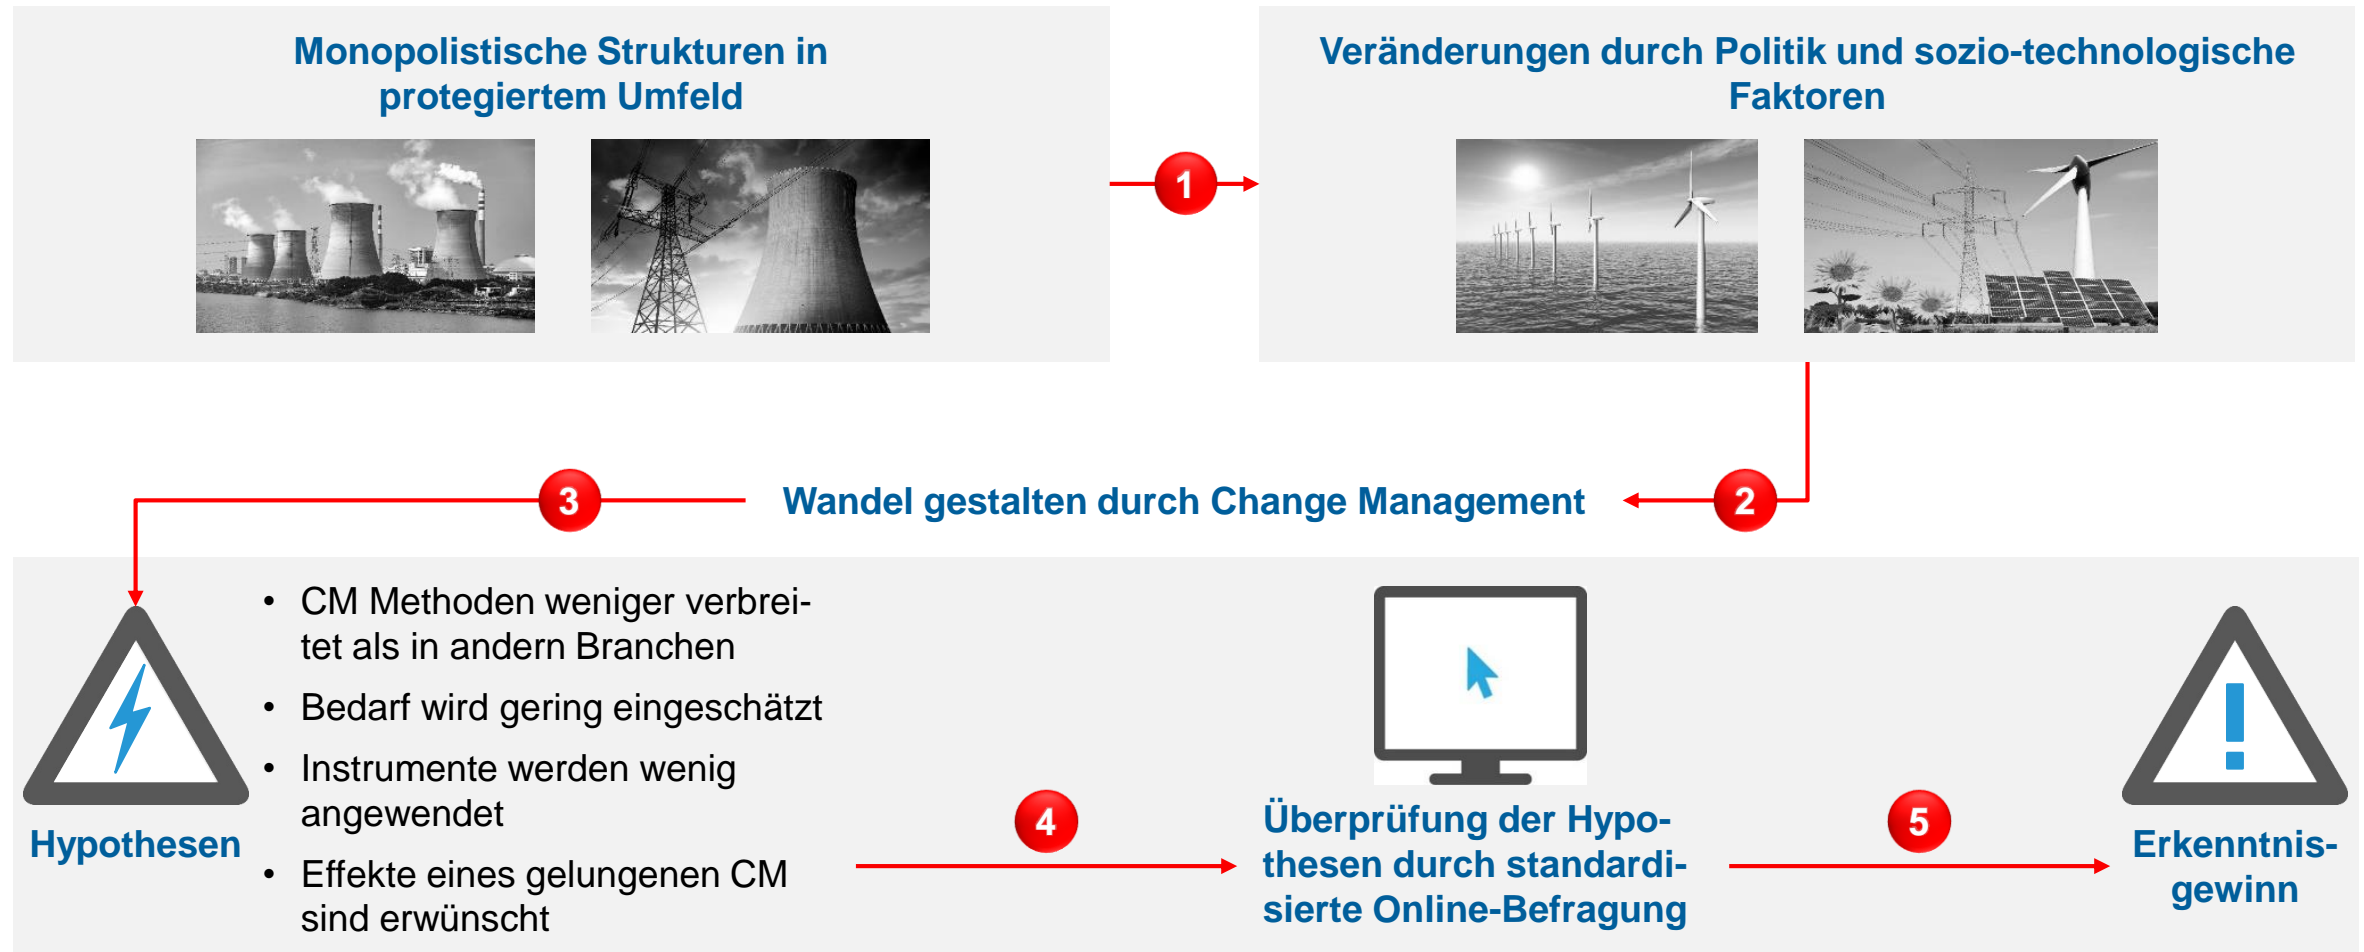 Monopolistische Strukturen in
protegiertem Umfeld
Veränderungen durch Politik und sozio-technologische
Faktoren
1
2
Wandel gestalten durch Change Management
3
Hypothesen
• CM Methoden weniger verbrei-
tet als in andern Branchen
• Bedarf wird gering eingeschätzt
• Instrumente werden wenig
angewendet
• Effekte eines gelungenen CM
sind erwünscht
4
Überprüfung der Hypo-
thesen durch standardi-
sierte Online-Befragung
5
Erkenntnis-
gewinn